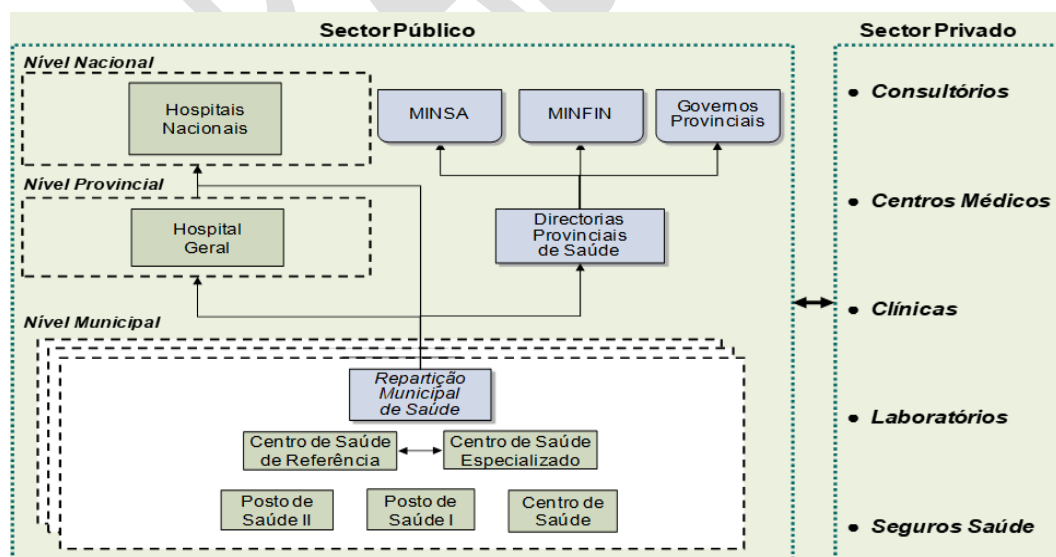 Sector Público
Sector Privado
Nível Nacional
Hospitais
Nacionais
MINSA
MINFIN
Governos
Provinciais
Nível Provincial
Hospital
Geral
Directorias
Provinciais
de Saúde
Nível Municipal
Repartição
Municipal
de Saúde
Centro de Saúde
de Referência
Centro de Saúde
Especializado
Posto de
Saúde II
Posto de
Saúde I
Centro de
Saúde
• Consultórios
• Centros Médicos
• Clínicas
• Laboratórios
• Seguros Saúde